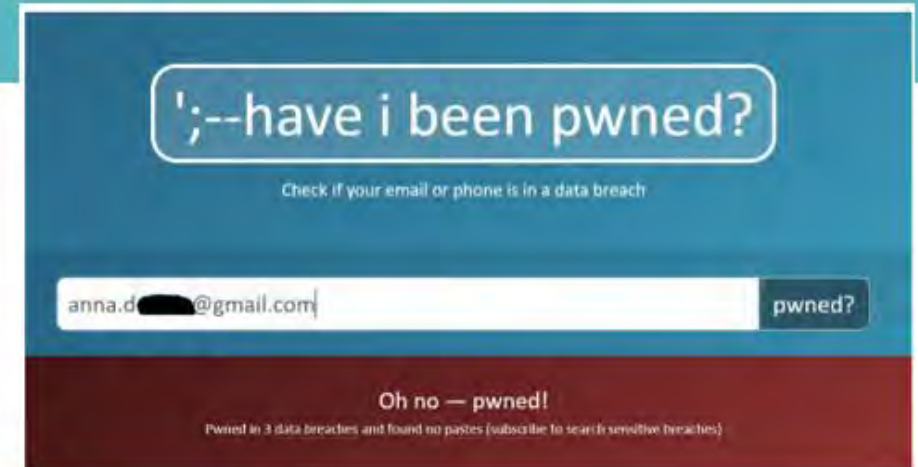 ';--have i been pwned?
Check if your email or phone is in a data breach
anna.d@gmail.com
pwned?
Oh no — pwned!
Pwned in 3 data breaches and found no pastes (subscribe to search sensitive breaches)